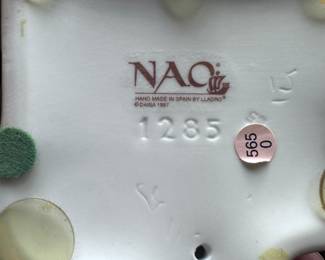 NAO
HAND MADE IN SPAIN BY LLADRO®
© DAISA 1997
1285
565
0